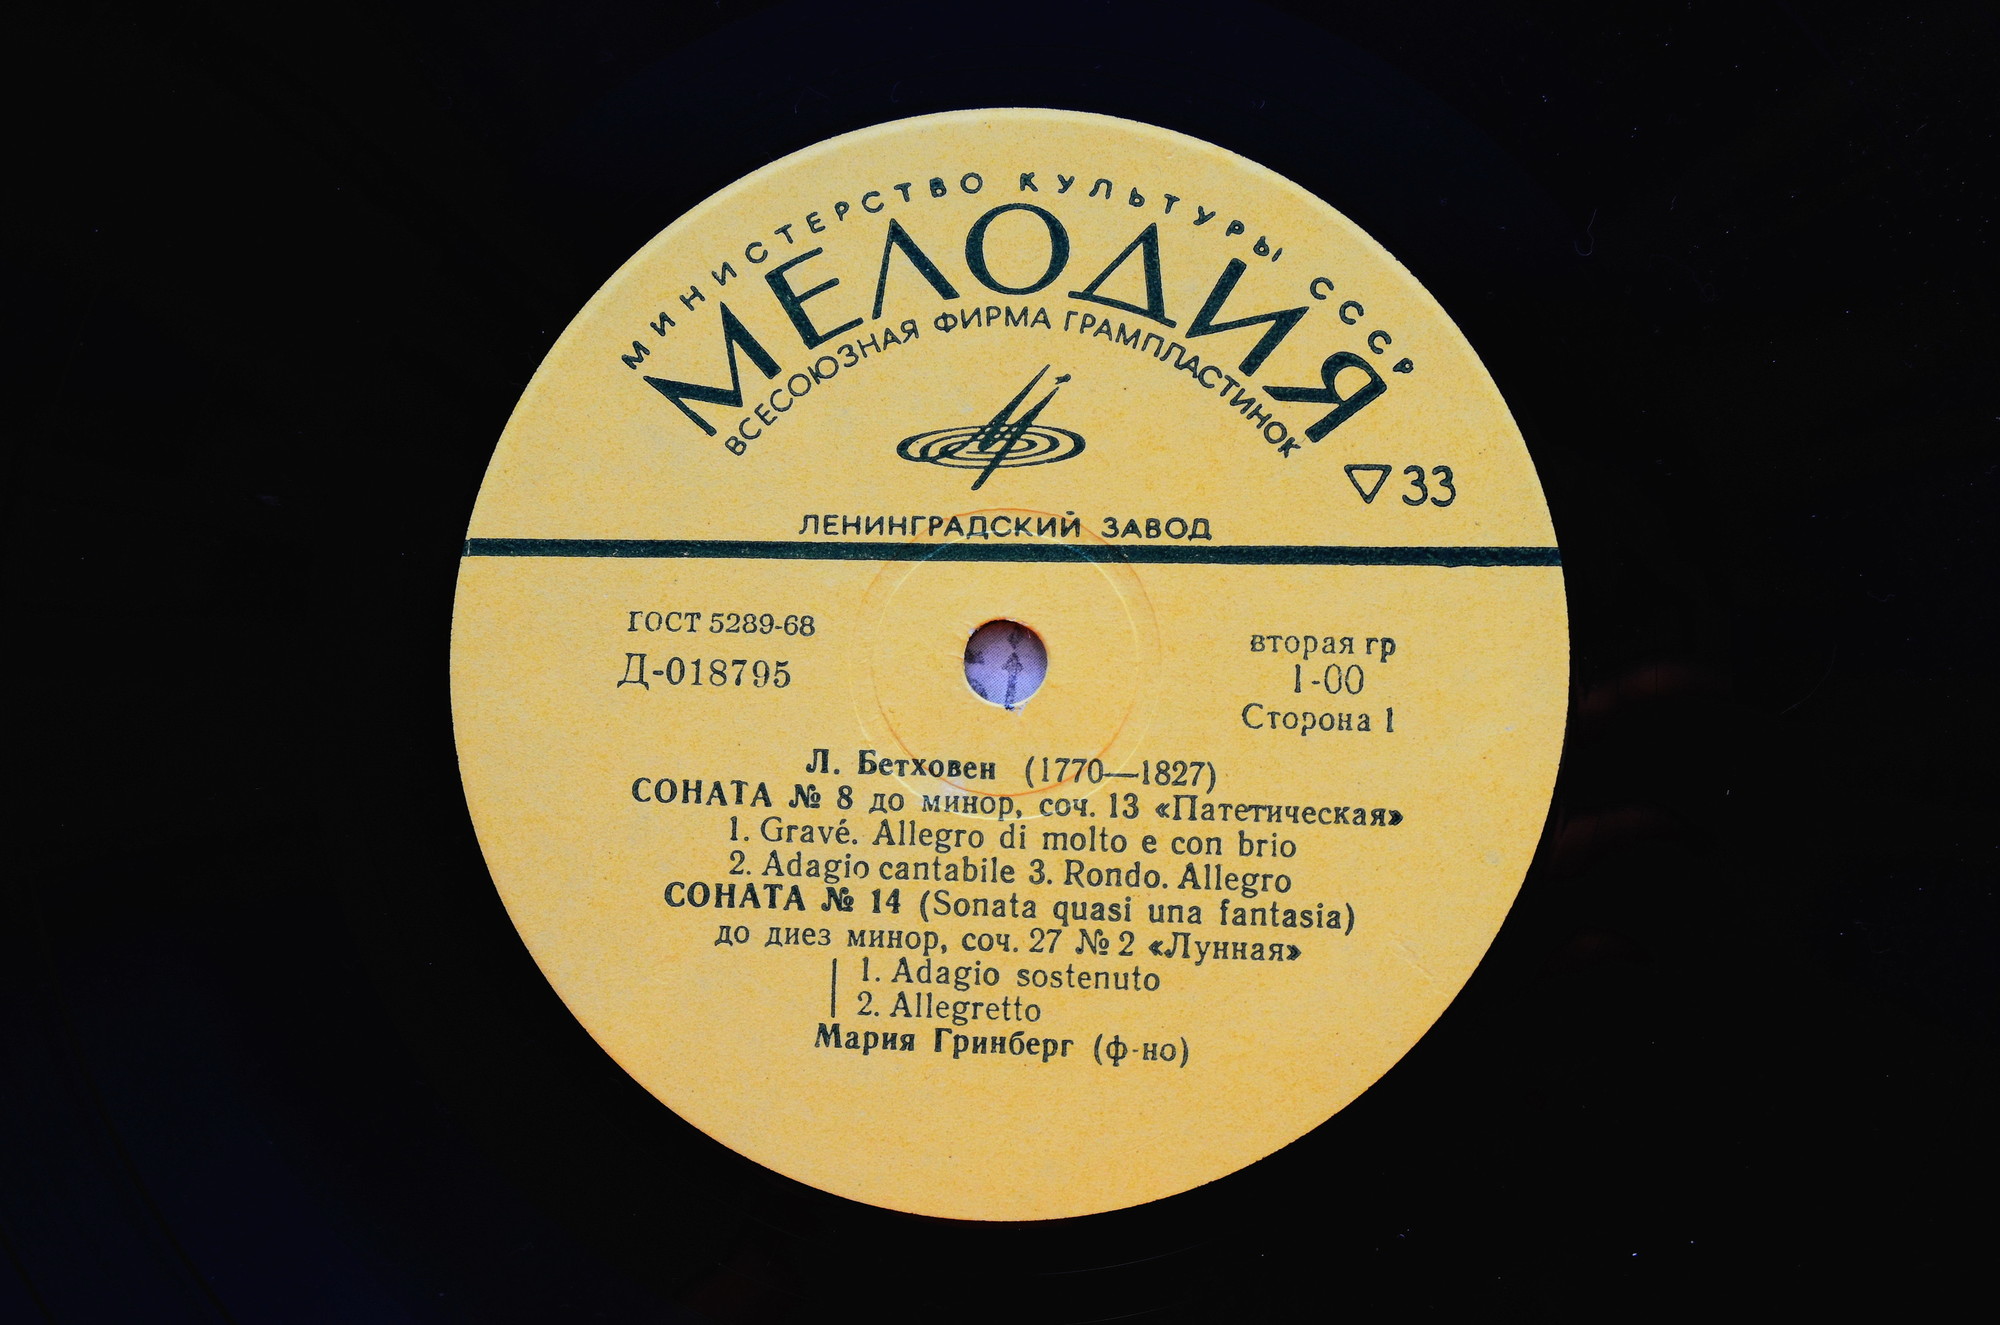 МИНИСТЕРСТВО КУЛЬТУРЫ СССР
МЕЛОДИЯ
ВСЕСОЮЗНАЯ ФИРМА ГРАМПЛАСТИНОК
33
ЛЕНИНГРАДСКИЙ ЗАВОД
ГОСТ 5289-68
Д-018795
вторая гр
1-00
Сторона 1
Л. Бетховен (1770—1827)
СОНАТА № 8 до минор, соч. 13 «Патетическая»
1. Gravé. Allegro di molto e con brio
2. Adagio cantabile 3. Rondo. Allegro
СОНАТА № 14 (Sonata quasi una fantasia)
до диез минор, соч. 27 № 2 «Лунная»
1. Adagio sostenuto
2. Allegretto
Мария Гринберг (ф-но)